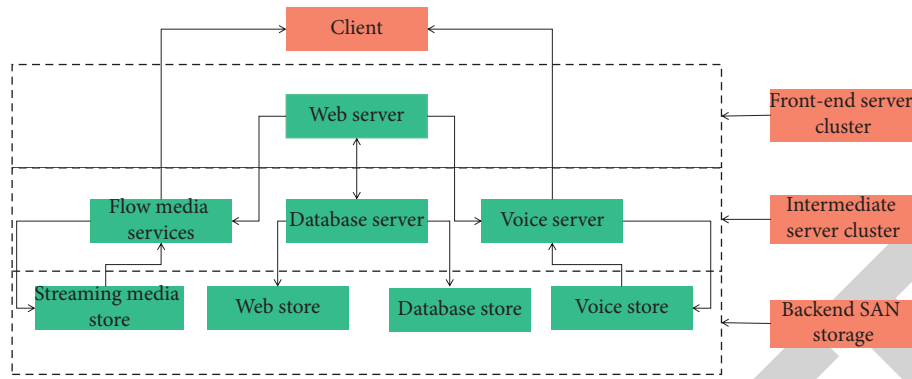 Client
Web server
Front-end server
cluster
Flow media
services
Database server
Voice server
Intermediate
server cluster
Streaming media
store
Web store
Database store
Voice store
Backend SAN
storage